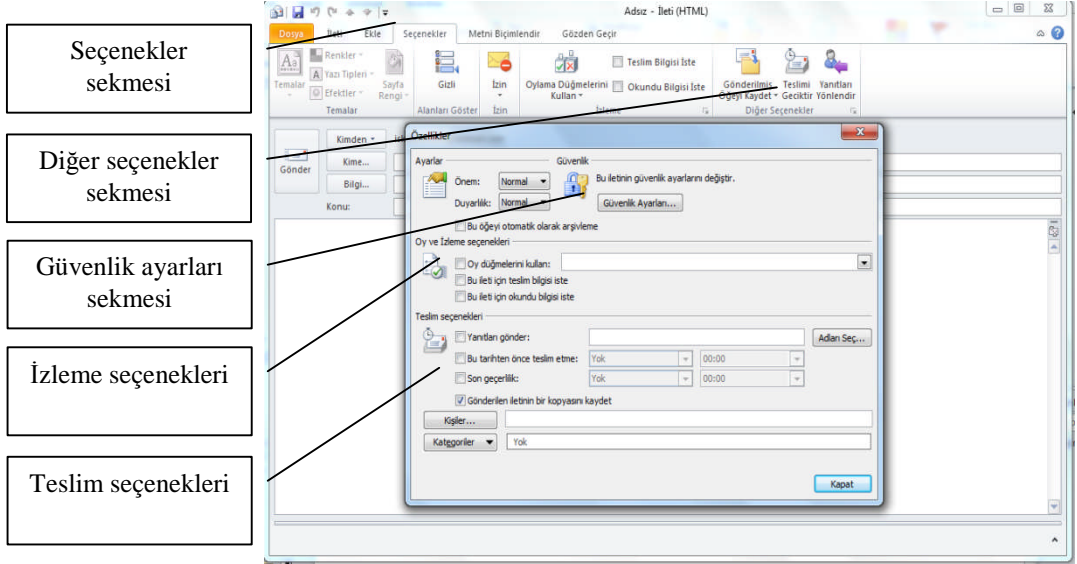 Seçenekler
sekmesi
Diğer seçenekler
sekmesi
Güvenlik ayarları
sekmesi
İzleme seçenekleri
Teslim seçenekleri
Adsız - İleti (HTML)
Dosya İleti Ekle Seçenekler Metni Biçimlendir Gözden Geçir
Temalar
Renkler
Yazı Tipleri
Efektler
Sayfa
Rengi
Gizli
İzin
Oylama Düğmelerini
Kullan
Teslim Bilgisi İste
Okundu Bilgisi İste
Gönderilmiş
Öğeyi Kaydet
Teslimi
Geciktir
Yanıtları
Yönlendir
Temalar Alanları Göster İzin İzleme Diğer Seçenekler
Gönder
Kimden
Kime...
Bilgi...
Konu:
Özellikler
Ayarlar Güvenlik
Önem: Normal
Bu iletinin güvenlik ayarlarını değiştir.
Duyarlılık: Normal
Güvenlik Ayarları...
Bu öğeyi otomatik olarak arşivleme
Oy ve İzleme seçenekleri
Oy düğmelerini kullan:
Bu ileti için teslim bilgisi iste
Bu ileti için okundu bilgisi iste
Teslim seçenekleri
Yanıtları gönder: Adları Seç...
Bu tarihten önce teslim etme: Yok 00:00
Son geçerlilik: Yok 00:00
Gönderilen iletinin bir kopyasını kaydet
Kişiler...
Kategoriler Yok
Kapat